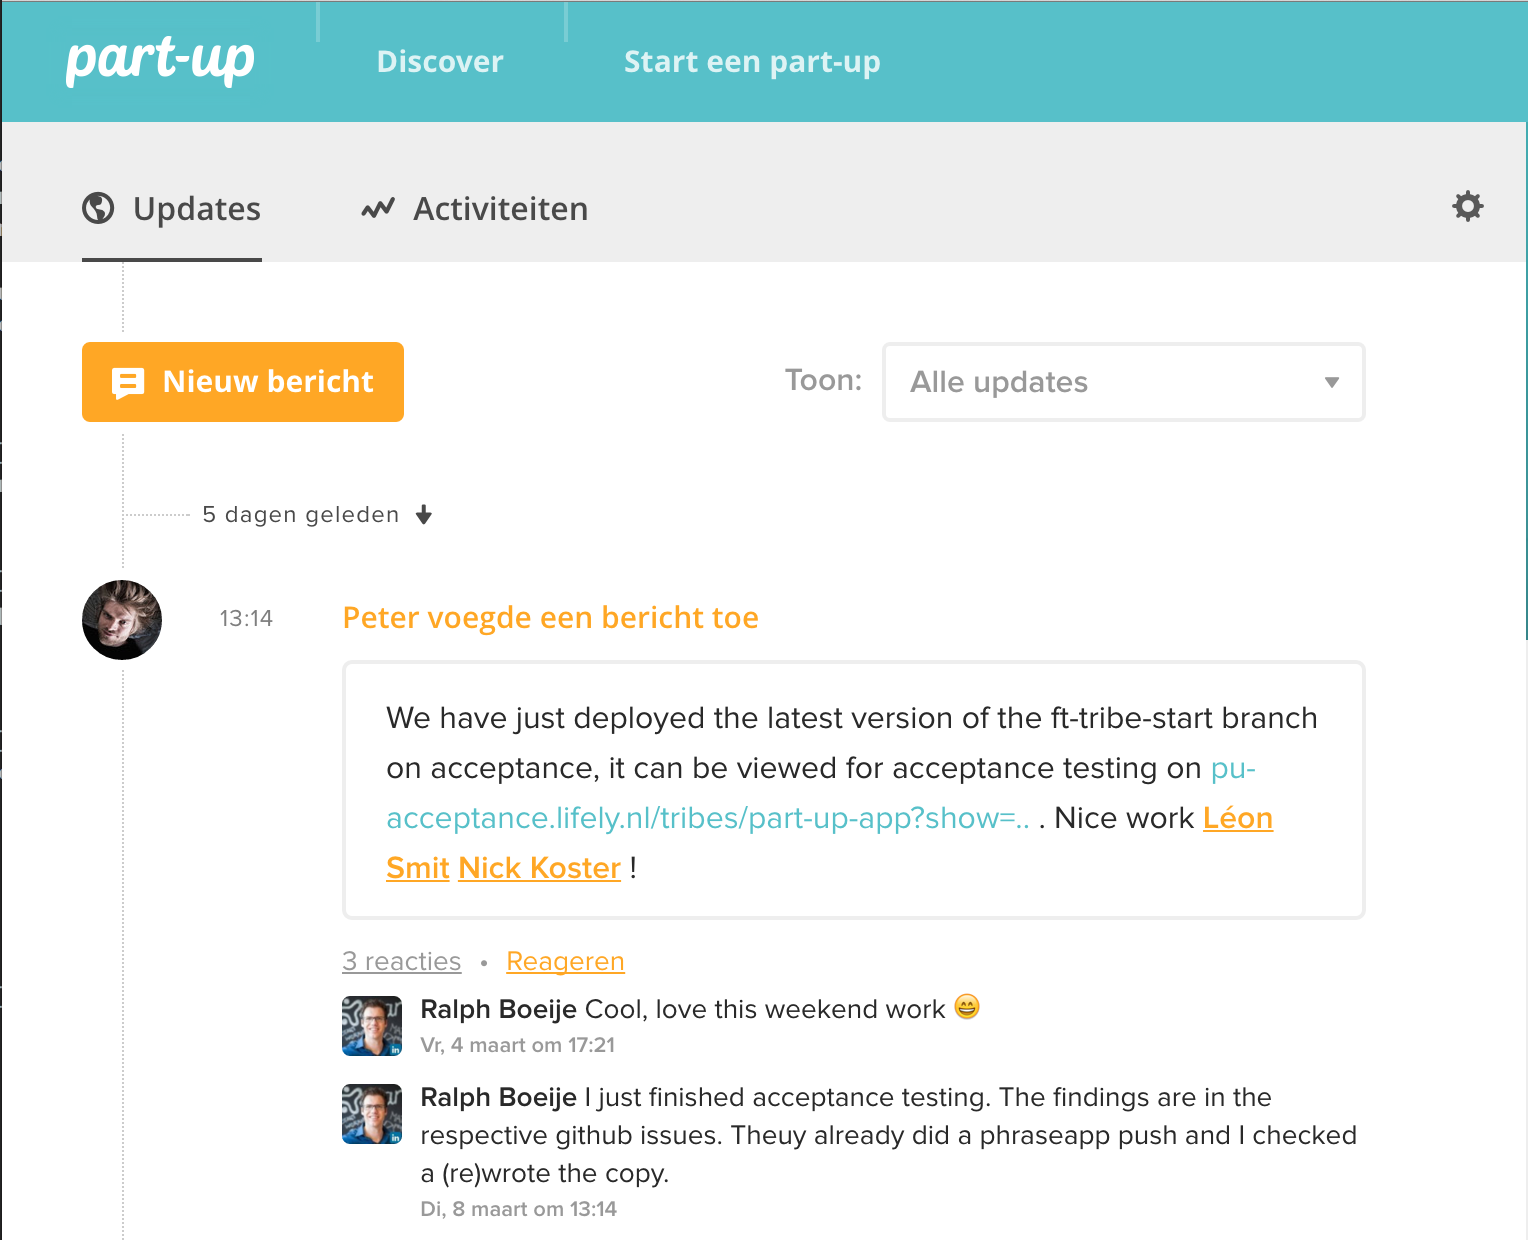 part-up
Discover
Start een part-up
Updates
Activiteiten
Nieuw bericht
Toon:
Alle updates
5 dagen geleden
13:14
Peter voegde een bericht toe
We have just deployed the latest version of the ft-tribe-start branch
on acceptance, it can be viewed for acceptance testing on pu-
acceptance.lifely.nl/tribes/part-up-app?show=.. . Nice work Léon
Smit Nick Koster !
3 reacties • Reageren
Ralph Boeije Cool, love this weekend work 😄
Vr, 4 maart om 17:21
Ralph Boeije I just finished acceptance testing. The findings are in the
respective github issues. Theuy already did a phraseapp push and I checked
a (re)wrote the copy.
Di, 8 maart om 13:14